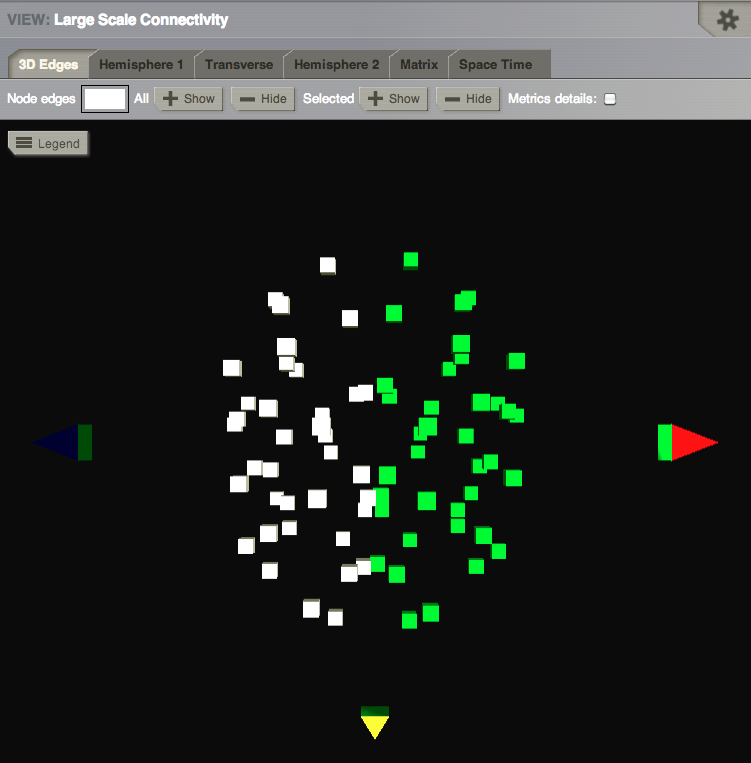 VIEW: Large Scale Connectivity
3D Edges Hemisphere 1 Transverse Hemisphere 2 Matrix Space Time
Node edges All Show Hide Selected Show Hide Metrics details:
Legend